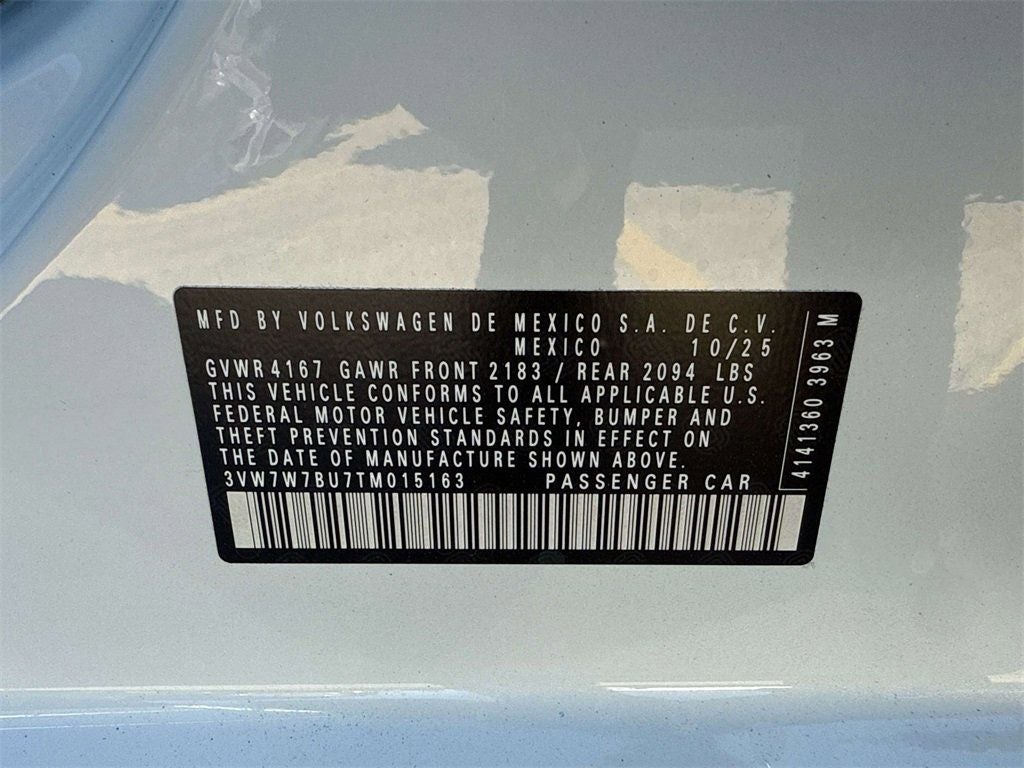 MFD BY VOLKSWAGEN DE MEXICO S.A. DE C.V.
MEXICO 10/25
GVWR 4167 GAWR FRONT 2183 / REAR 2094 LBS
THIS VEHICLE CONFORMS TO ALL APPLICABLE U.S.
FEDERAL MOTOR VEHICLE SAFETY, BUMPER AND
THEFT PREVENTION STANDARDS IN EFFECT ON
THE DATE OF MANUFACTURE SHOWN ABOVE.
3VW7W7BU7TM015163 PASSENGER CAR
4141360 3963 M